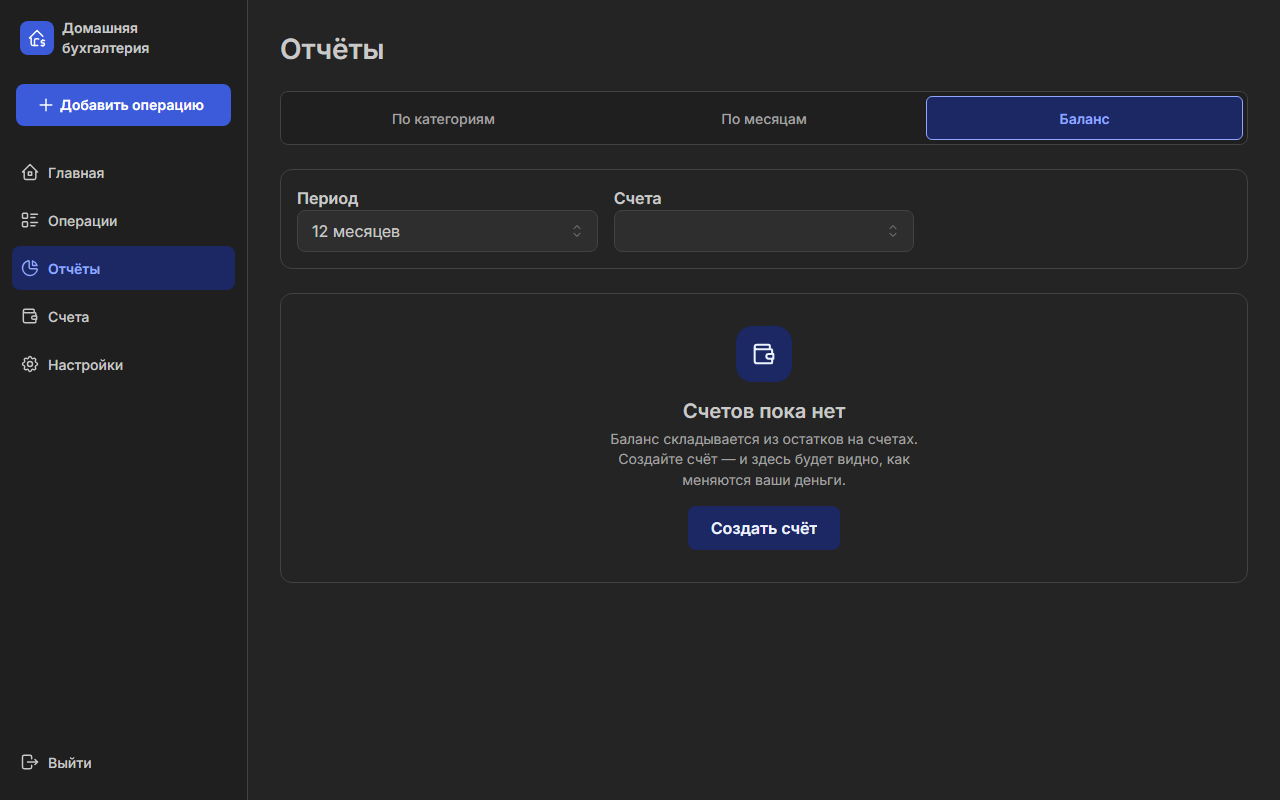 Домашняя
бухгалтерия
Добавить операцию
Главная
Операции
Отчёты
Счета
Настройки
Выйти
Отчёты
По категориям
По месяцам
Баланс
Период
Счета
12 месяцев
Счетов пока нет
Баланс складывается из остатков на счетах.
Создайте счёт — и здесь будет видно, как
меняются ваши деньги.
Создать счёт